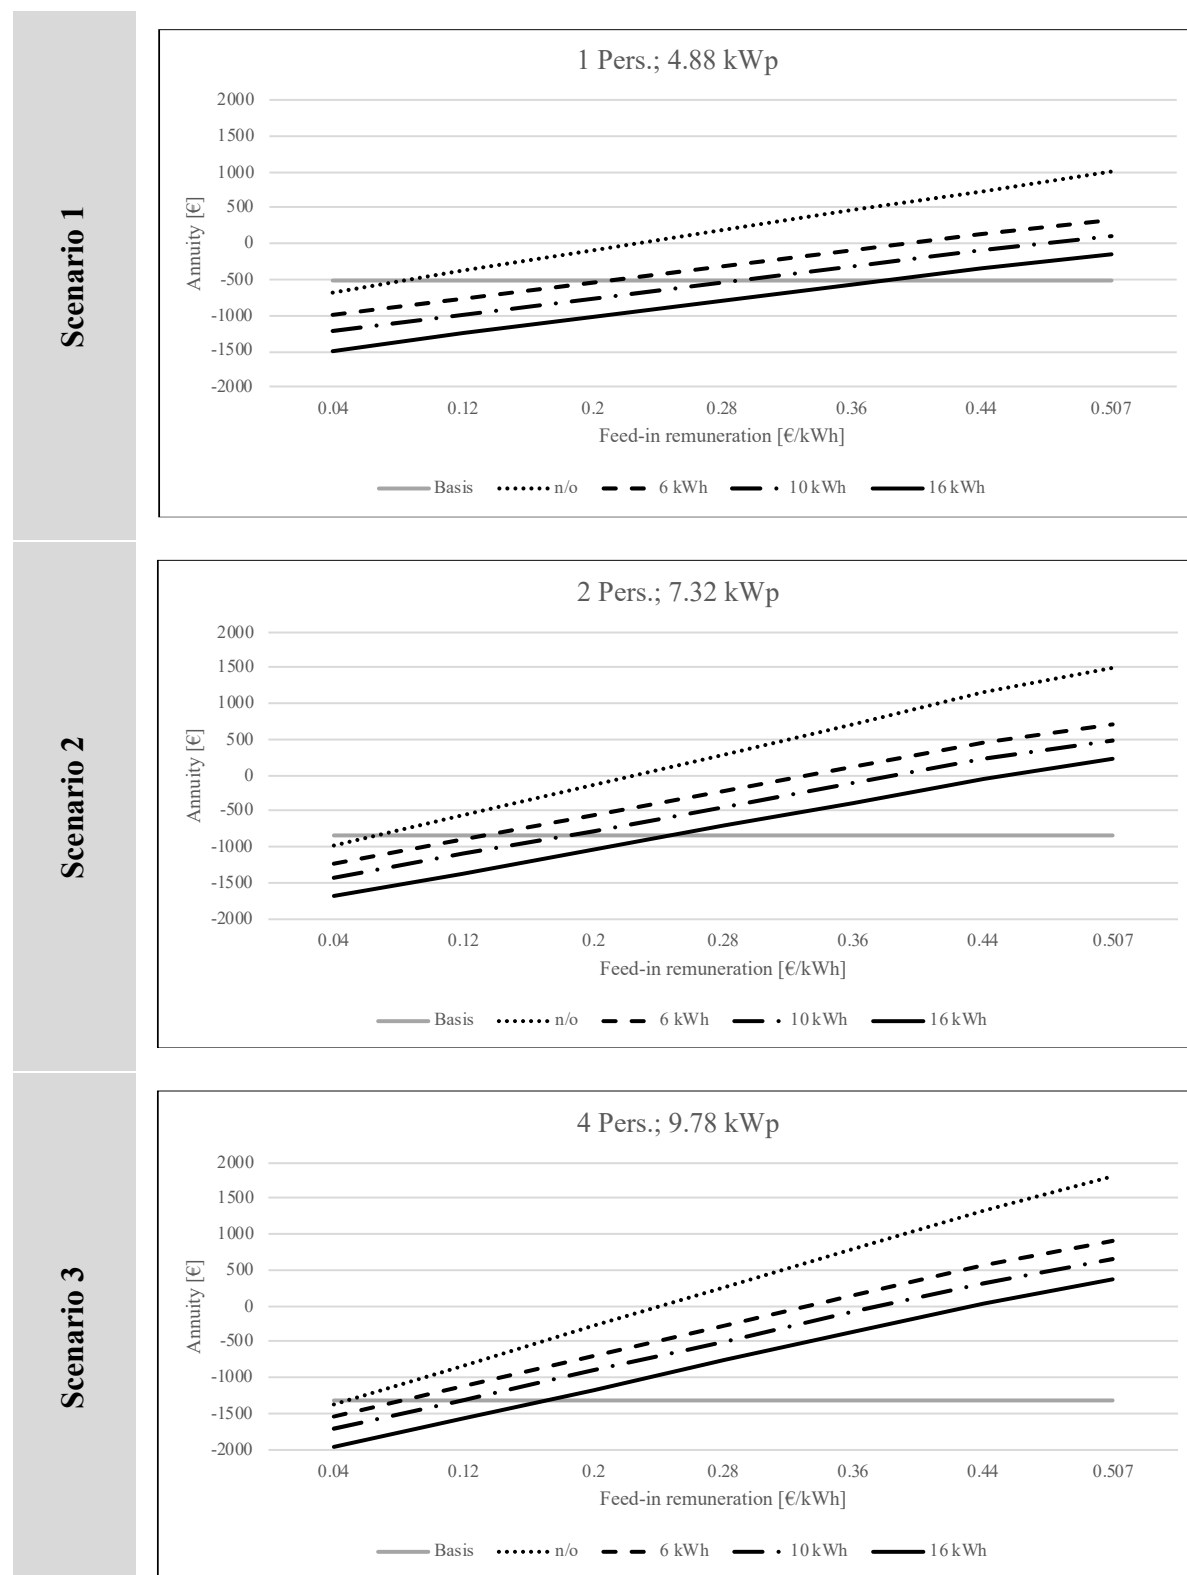 Scenario 1
1 Pers.; 4.88 kWp
2000
1500
1000
500
0
-500
-1000
-1500
-2000
Annuity [€]
0.04 0.12 0.2 0.28 0.36 0.44 0.507
Feed-in remuneration [€/kWh]
Basis n/o 6 kWh 10 kWh 16 kWh
Scenario 2
2 Pers.; 7.32 kWp
2000
1500
1000
500
0
-500
-1000
-1500
-2000
Annuity [€]
0.04 0.12 0.2 0.28 0.36 0.44 0.507
Feed-in remuneration [€/kWh]
Basis n/o 6 kWh 10 kWh 16 kWh
Scenario 3
4 Pers.; 9.78 kWp
2000
1500
1000
500
0
-500
-1000
-1500
-2000
Annuity [€]
0.04 0.12 0.2 0.28 0.36 0.44 0.507
Feed-in remuneration [€/kWh]
Basis n/o 6 kWh 10 kWh 16 kWh